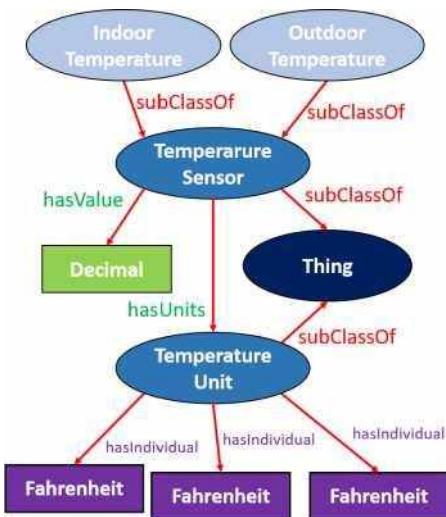 Indoor
Temperature
Outdoor
Temperature
subClassOf
subClassOf
Temperarure
Sensor
hasValue
subClassOf
Decimal
Thing
hasUnits
subClassOf
Temperature
Unit
hasIndividual
hasIndividual
hasIndividual
Fahrenheit
Fahrenheit
Fahrenheit